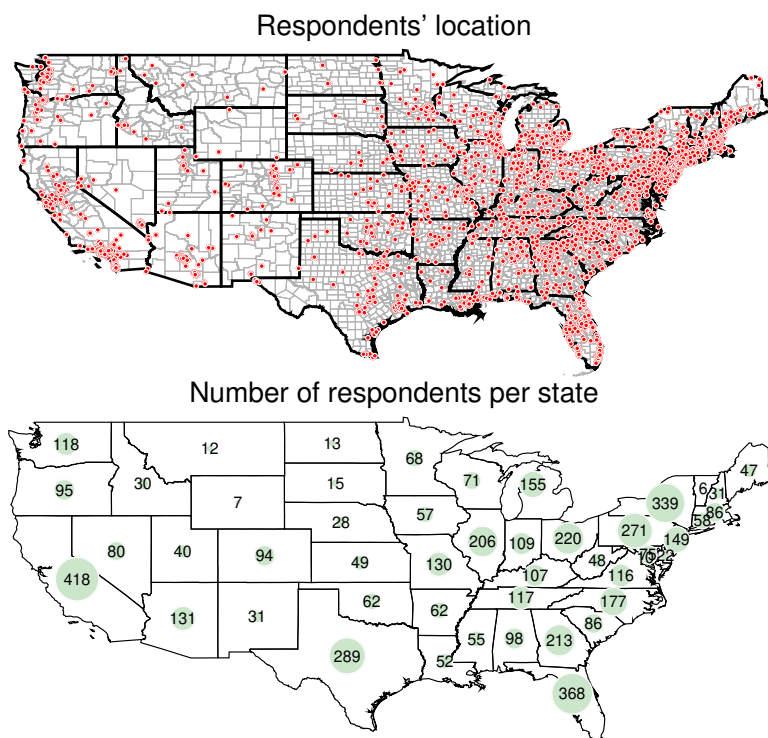 Respondents' location
Number of respondents per state
118 12 13 68 71 155 6 31 47
95 30 7 15 57 339 86
58
80 40 94 28 206 109 220 271 149
418 49 130 107 48 22
131 31 62 62 117 116
177
289 52 55 98 213 86
368